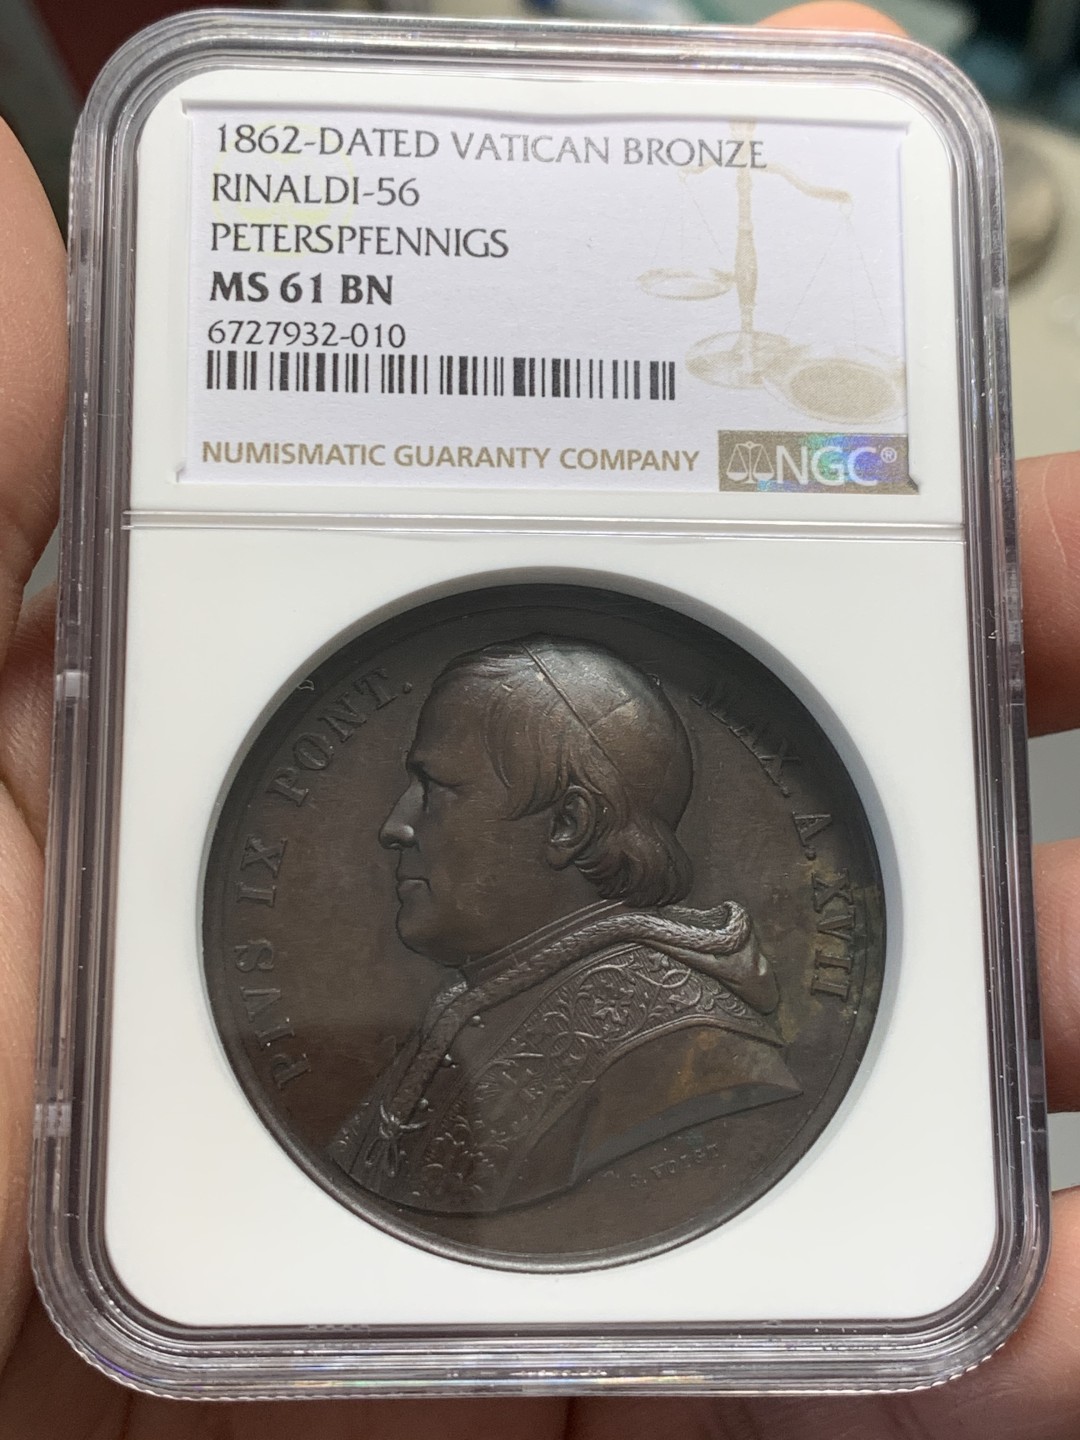 1862-DATED VATICAN BRONZE
RINALDI-56
PETERSPFENNIGS
MS 61 BN
6727932-010
NUMISMATIC GUARANTY COMPANY
NGC®
PIVS IX PONT. MAX. A. XVII
C. VOIGT